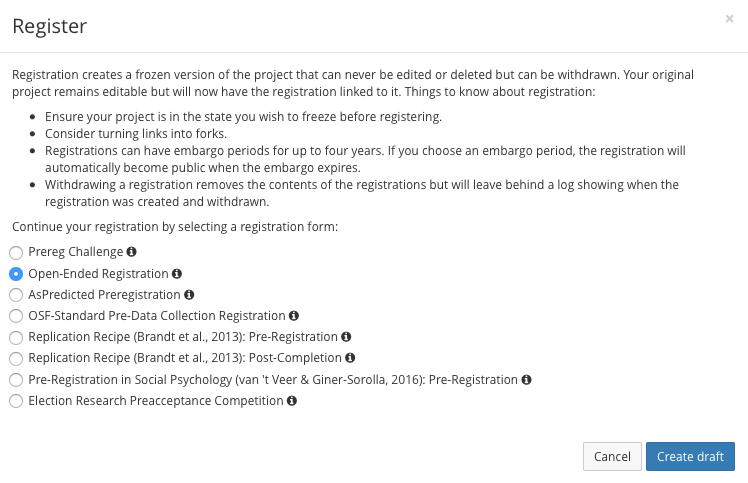 Register
×
Registration creates a frozen version of the project that can never be edited or deleted but can be withdrawn. Your original
project remains editable but will now have the registration linked to it. Things to know about registration:
• Ensure your project is in the state you wish to freeze before registering.
• Consider turning links into forks.
• Registrations can have embargo periods for up to four years. If you choose an embargo period, the registration will
automatically become public when the embargo expires.
• Withdrawing a registration removes the contents of the registrations but will leave behind a log showing when the
registration was created and withdrawn.
Continue your registration by selecting a registration form:
Prereg Challenge
Open-Ended Registration
AsPredicted Preregistration
OSF-Standard Pre-Data Collection Registration
Replication Recipe (Brandt et al., 2013): Pre-Registration
Replication Recipe (Brandt et al., 2013): Post-Completion
Pre-Registration in Social Psychology (van 't Veer & Giner-Sorolla, 2016): Pre-Registration
Election Research Preacceptance Competition
Cancel
Create draft